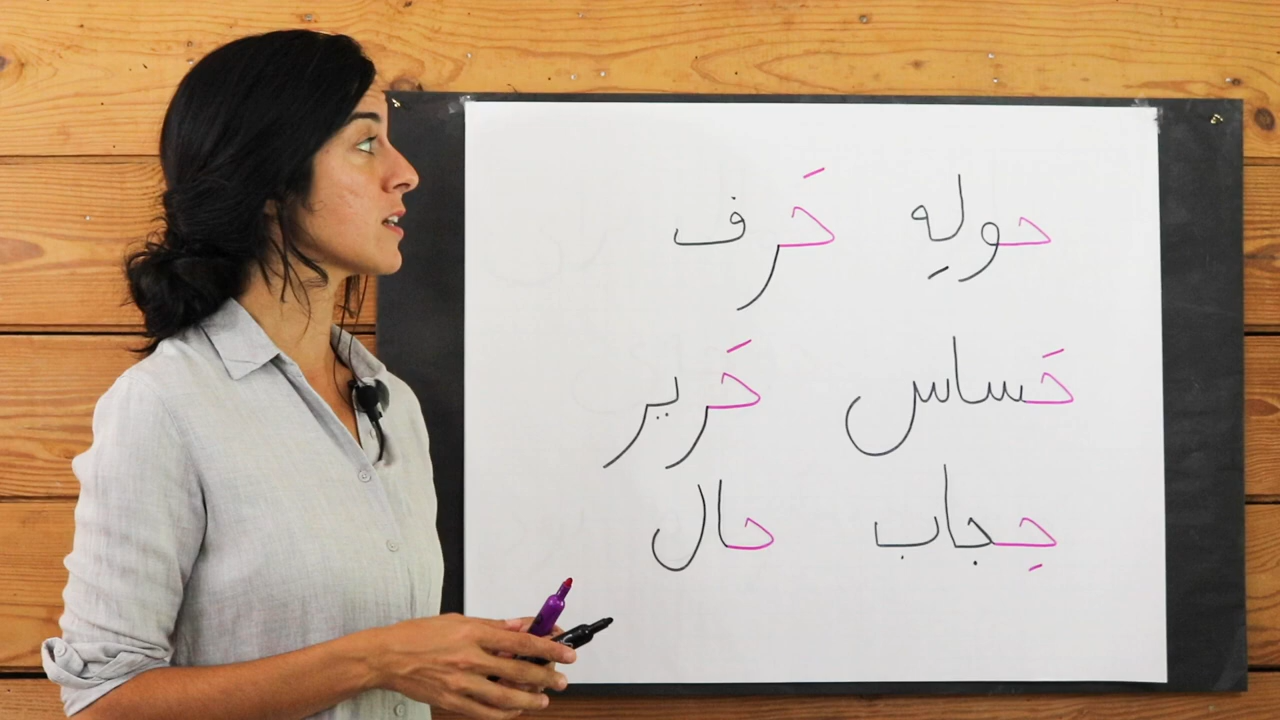 حولِه حَرف
حَساس حَریر
حِجاب حال